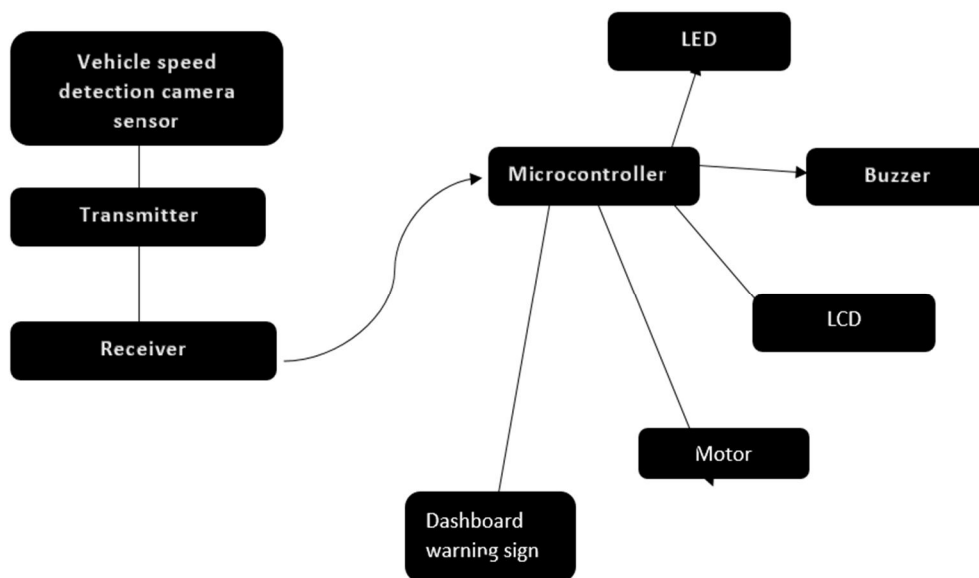 Vehicle speed
detection camera
sensor
Transmitter
Receiver
LED
Microcontroller
Buzzer
LCD
Motor
Dashboard
warning sign